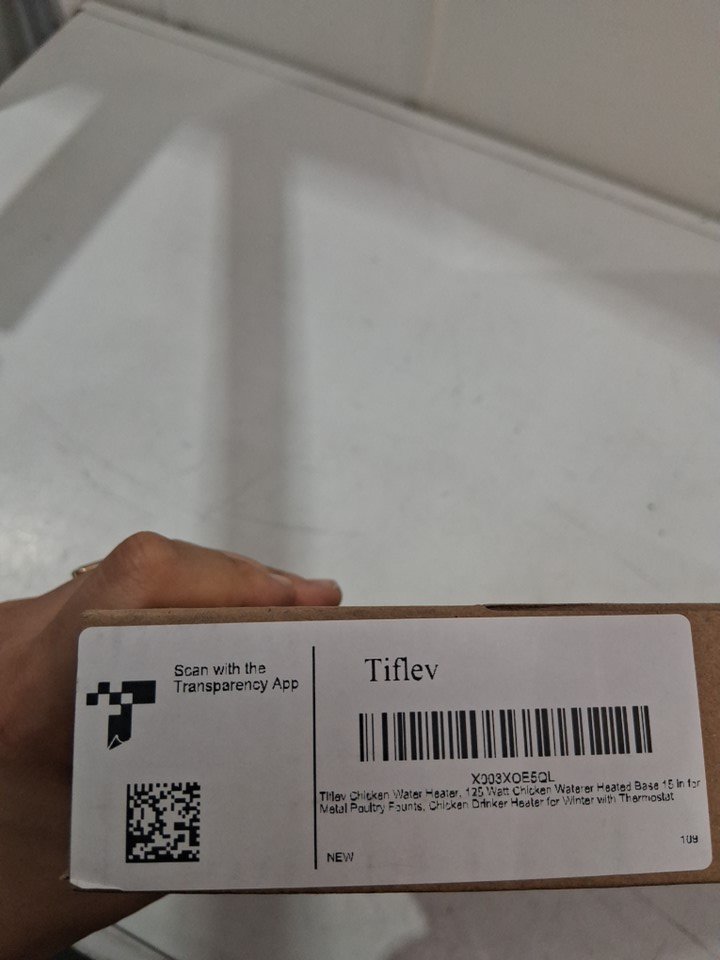 Scan with the
Transparency App
Tiflev
X003XOE5QL
Tiflev Chicken Water Heater, 125 Watt Chicken Waterer Heated Base 15 in for
Metal Poultry Founts, Chicken Drinker Heater for Winter with Thermostat
NEW
109